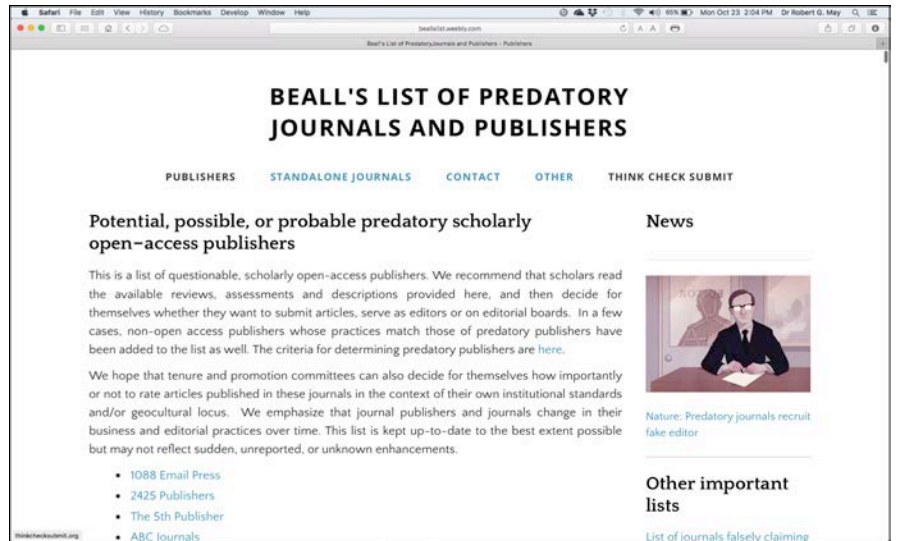 Safari File Edit View History Bookmarks Develop Window Help
65% Mon Oct 23 2:04 PM Dr Robert G. May
beallslist.weebly.com
A A
Beall's List of PredatoryJournals and Publishers - Publishers
BEALL'S LIST OF PREDATORY
JOURNALS AND PUBLISHERS
PUBLISHERS STANDALONE JOURNALS CONTACT OTHER THINK CHECK SUBMIT
Potential, possible, or probable predatory scholarly
open-access publishers
This is a list of questionable, scholarly open-access publishers. We recommend that scholars read
the available reviews, assessments and descriptions provided here, and then decide for
themselves whether they want to submit articles, serve as editors or on editorial boards. In a few
cases, non-open access publishers whose practices match those of predatory publishers have
been added to the list as well. The criteria for determining predatory publishers are here.
We hope that tenure and promotion committees can also decide for themselves how importantly
or not to rate articles published in these journals in the context of their own institutional standards
and/or geocultural locus. We emphasize that journal publishers and journals change in their
business and editorial practices over time. This list is kept up-to-date to the best extent possible
but may not reflect sudden, unreported, or unknown enhancements.
1088 Email Press
2425 Publishers
The 5th Publisher
ABC Journals
News
Nature: Predatory journals recruit
fake editor
Other important
lists
List of journals falsely claiming
thinkchecksubmit.org